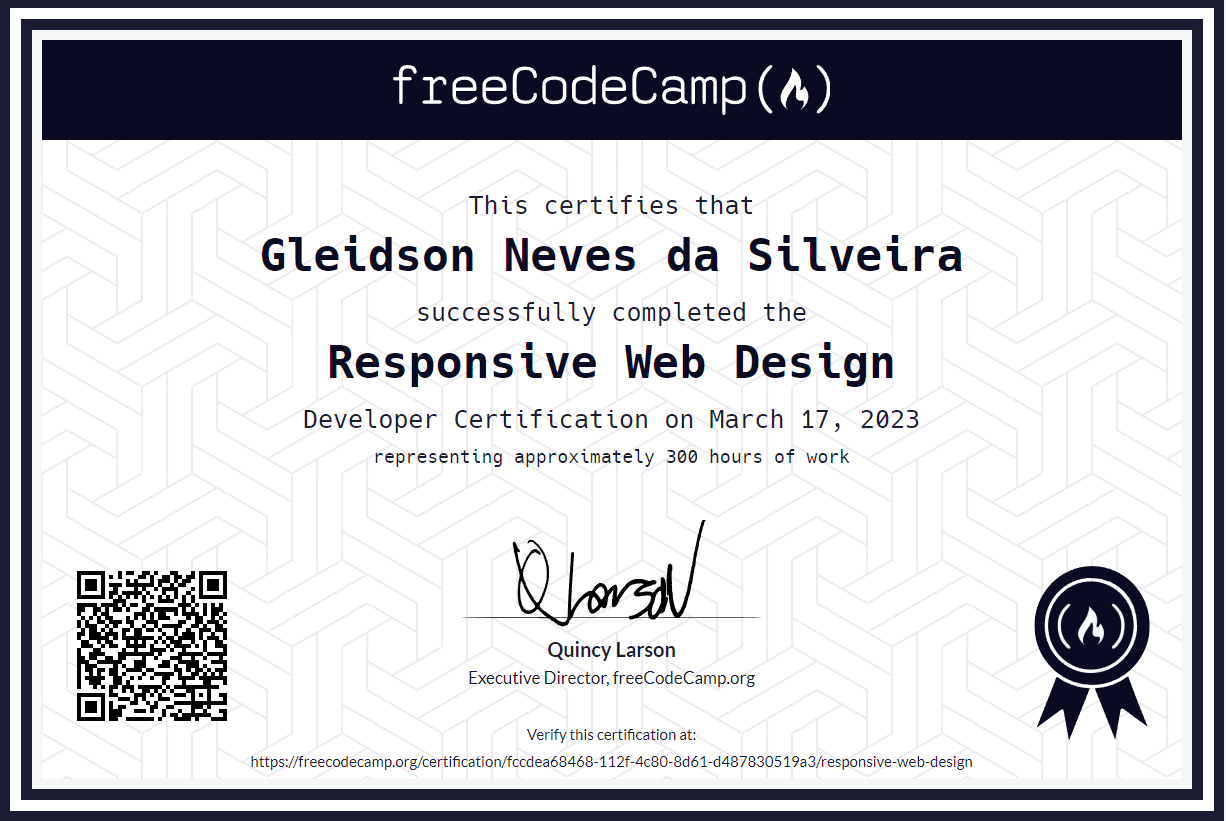 freeCodeCamp
This certifies that
Gleidson Neves da Silveira
successfully completed the
Responsive Web Design
Developer Certification on March 17, 2023
representing approximately 300 hours of work
Q Larson
Quincy Larson
Executive Director, freeCodeCamp.org
Verify this certification at:
https://freecodecamp.org/certification/fccdea68468-112f-4c80-8d61-d487830519a3/responsive-web-design